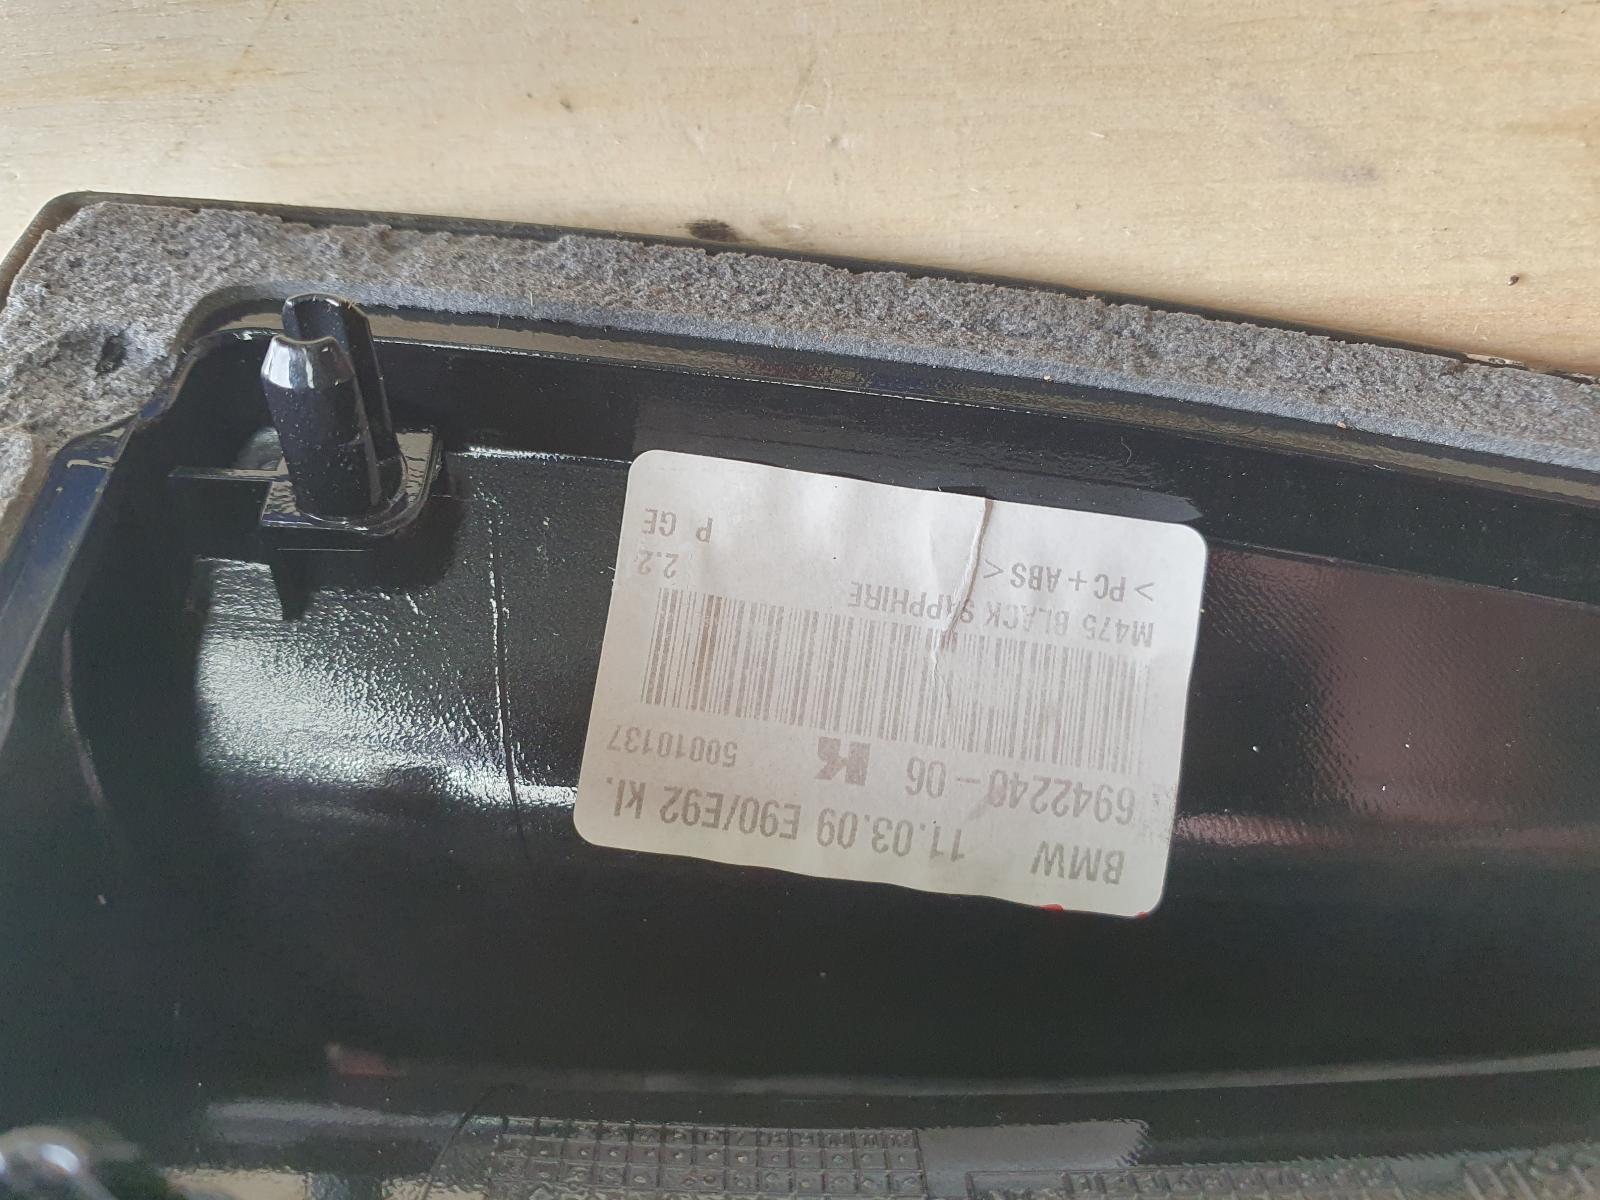 BMW 11.03.09 E90/E92 kl.
6942240-06 K 50010137
M475 BLACK SAPPHIRE 2.2
>PC+ABS< P GE